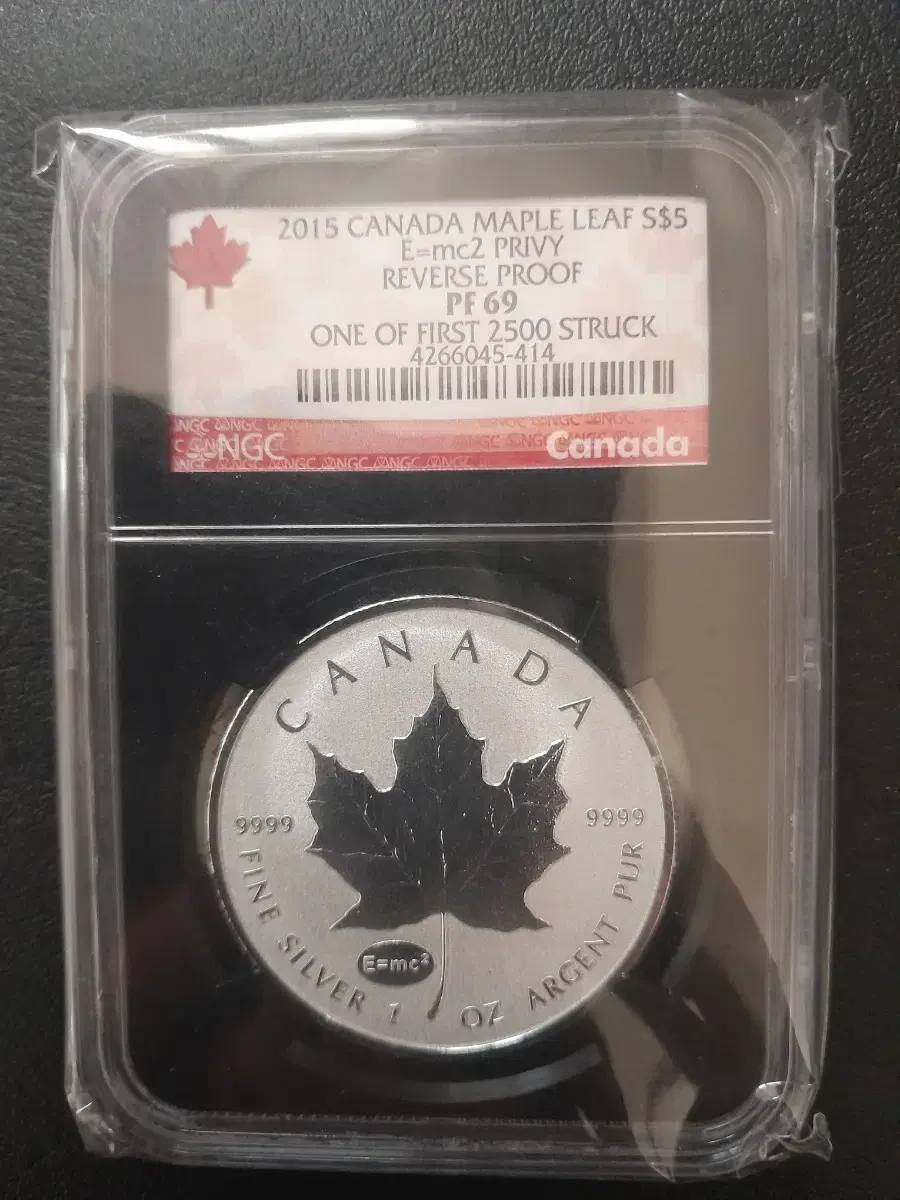 2015 CANADA MAPLE LEAF S$5
E=mc2 PRIVY
REVERSE PROOF
PF 69
ONE OF FIRST 2500 STRUCK
4266045-414
NGC
Canada
CANADA
9999
9999
FINE SILVER 1 OZ ARGENT PUR
E=mc²